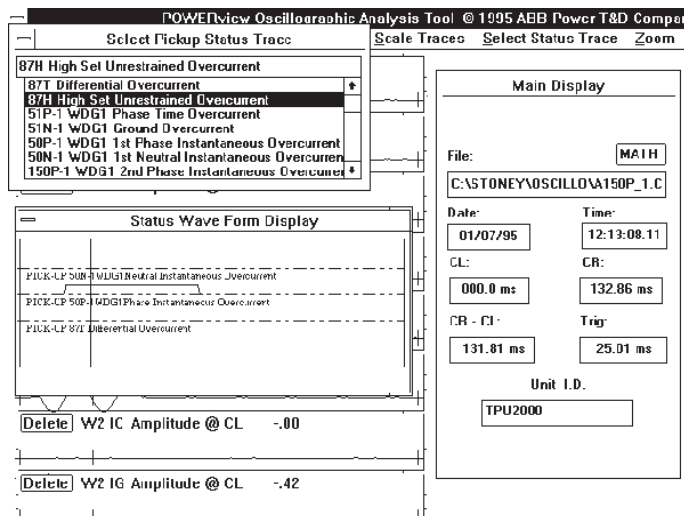 POWERview Oscillographic Analysis Tool © 1995 ABB Power T&D Compa
Select Pickup Status Trace
Scale Traces Select Status Trace Zoom
87H High Set Unrestrained Overcurrent
87T Differential Overcurrent
87H High Set Unrestrained Overcurrent
51P-1 WDG1 Phase Time Overcurrent
51N-1 WDG1 Ground Overcurrent
50P-1 WDG1 1st Phase Instantaneous Overcurrent
50N-1 WDG1 1st Neutral Instantaneous Overcurren
150P-1 WDG1 2nd Phase Instantaneous Overcurren
Status Wave Form Display
PICK-UP 50N-1 WDG1 Neutral Instantaneous Overcurrent
PICK-UP 50P-1 WDG1 Phase Instantaneous Overcurrent
PICK-UP 87T Differential Overcurrent
Delete W2 IC Amplitude @ CL -.00
Delete W2 IG Amplitude @ CL -.42
Main Display
File: MATH
C:\STONEY\OSCILLO\A150P_1.C
Date: Time:
01/07/95 12:13:08.11
CL: CR:
000.0 ms 132.86 ms
CR - CL: Trig:
131.81 ms 25.01 ms
Unit I.D.
TPU2000